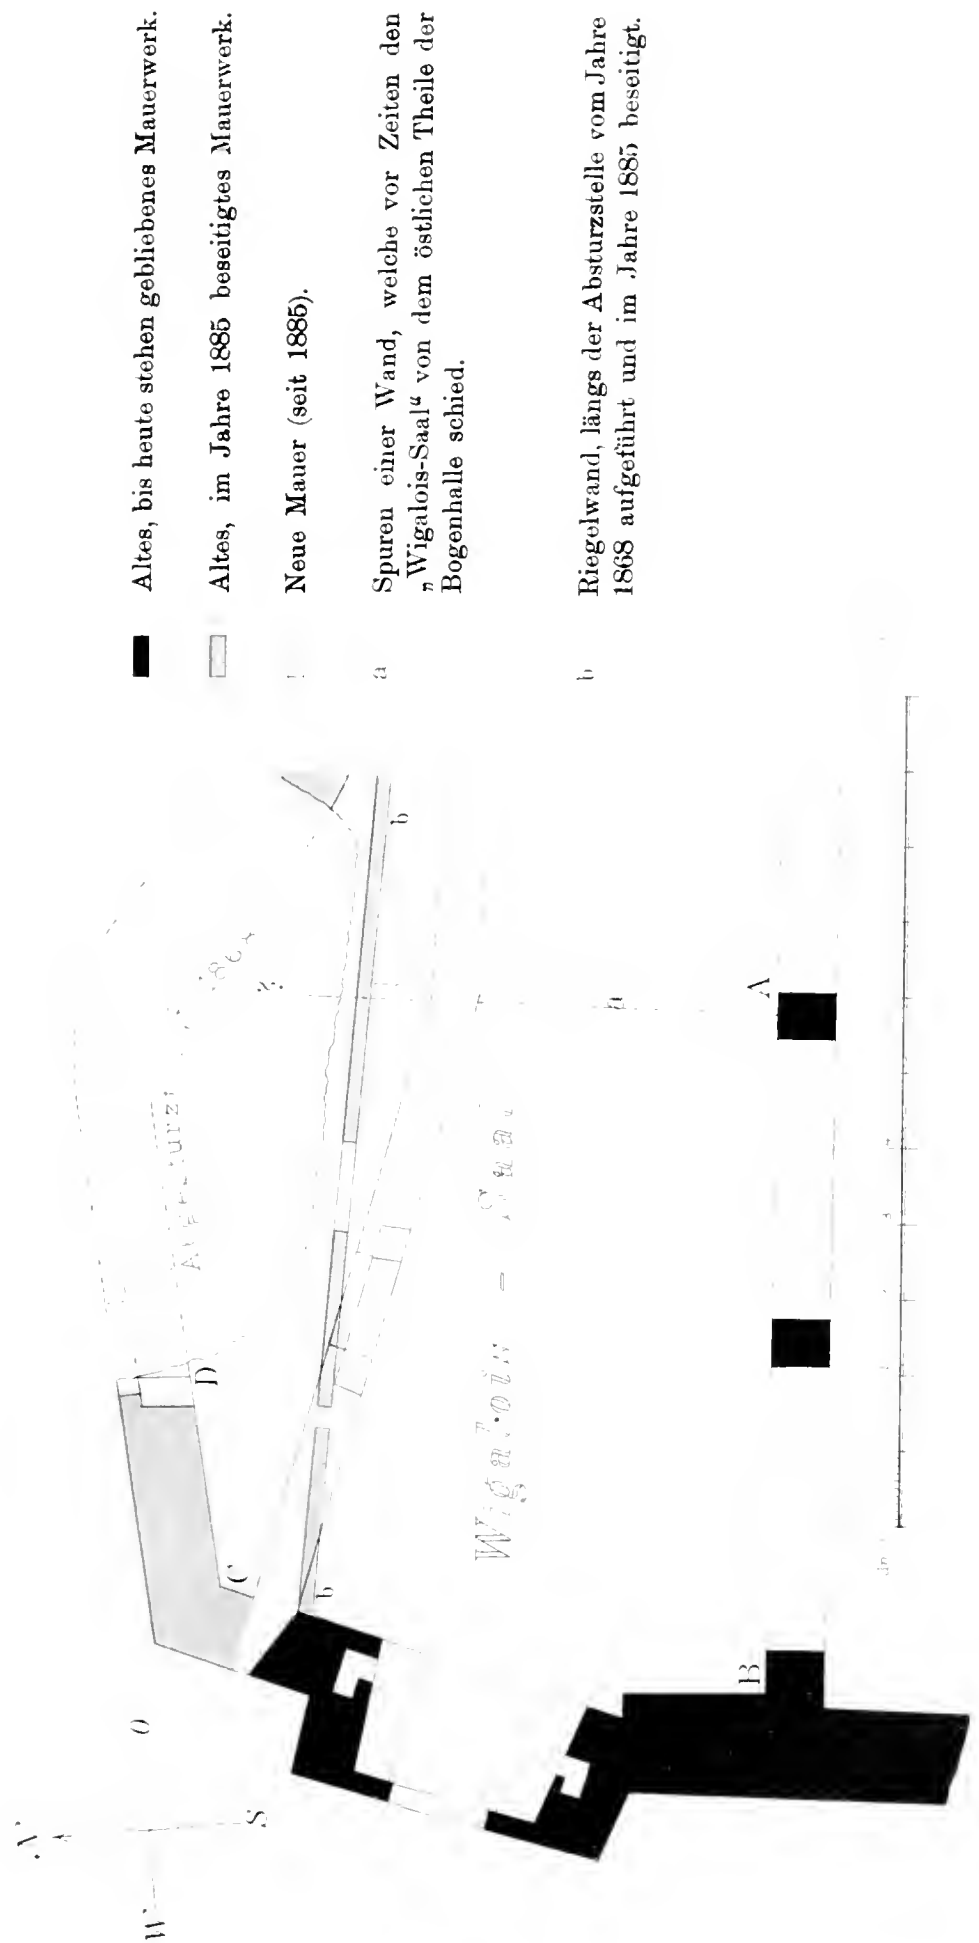 Altes, bis heute stehen gebliebenes Mauerwerk.
Altes, im Jahre 1885 beseitigtes Mauerwerk.
Neue Mauer (seit 1885).
a
Spuren einer Wand, welche vor Zeiten den
„Wigalois-Saal“ von dem östlichen Theile der
Bogenhalle schied.
b
Riegelwand, längs der Absturzstelle vom Jahre
1868 aufgeführt und im Jahre 1885 beseitigt.
N
W
O
S
D
C
b
b
Wigalois - Saal
A
B